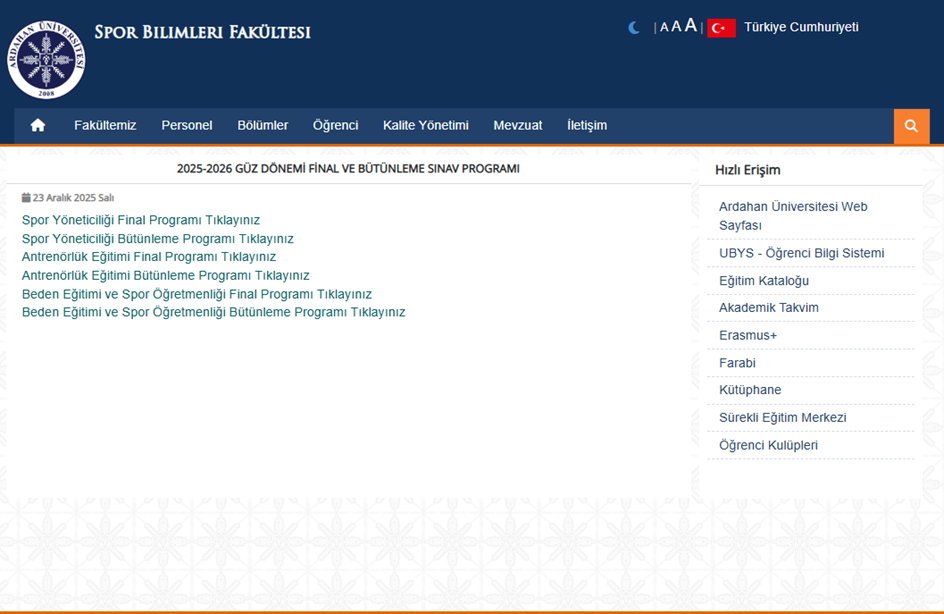 ARDAHAN ÜNİVERSİTESİ
2008
SPOR BILIMLERI FAKÜLTESI
| A A A | Türkiye Cumhuriyeti
Fakültemiz Personel Bölümler Öğrenci Kalite Yönetimi Mevzuat İletişim
2025-2026 GÜZ DÖNEMİ FİNAL VE BÜTÜNLEME SINAV PROGRAMI
23 Aralık 2025 Salı
Spor Yöneticiliği Final Programı Tıklayınız
Spor Yöneticiliği Bütünleme Programı Tıklayınız
Antrenörlük Eğitimi Final Programı Tıklayınız
Antrenörlük Eğitimi Bütünleme Programı Tıklayınız
Beden Eğitimi ve Spor Öğretmenliği Final Programı Tıklayınız
Beden Eğitimi ve Spor Öğretmenliği Bütünleme Programı Tıklayınız
Hızlı Erişim
Ardahan Üniversitesi Web
Sayfası
UBYS - Öğrenci Bilgi Sistemi
Eğitim Kataloğu
Akademik Takvim
Erasmus+
Farabi
Kütüphane
Sürekli Eğitim Merkezi
Öğrenci Kulüpleri